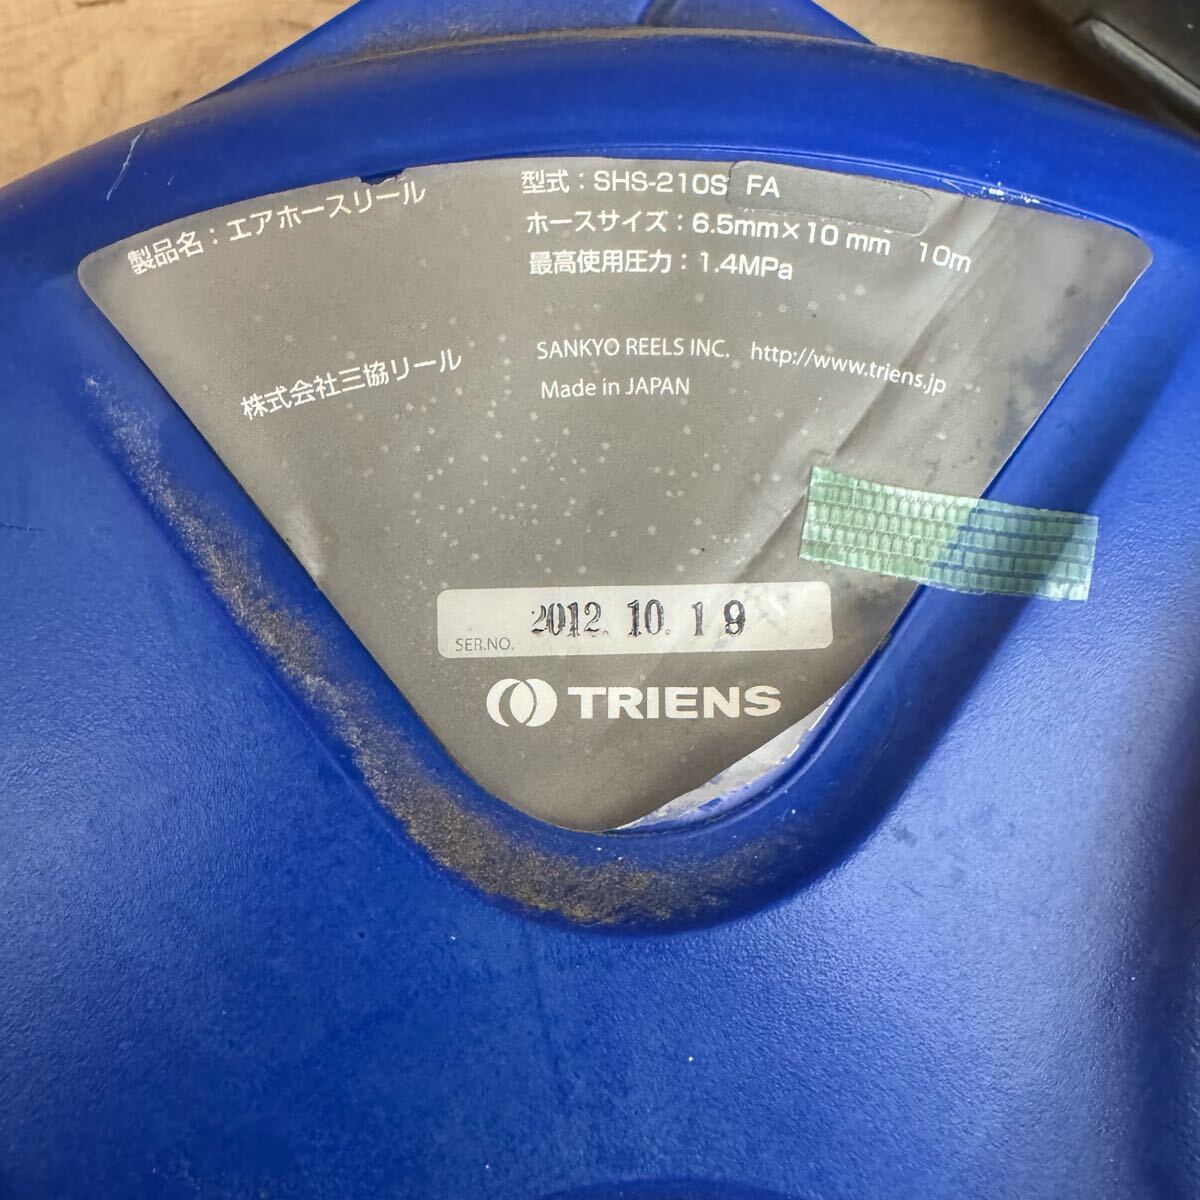 製品名：エアホースリール
型式：SHS-210S FA
ホースサイズ：6.5mm×10mm 10m
最高使用圧力：1.4MPa
株式会社三協リール
SANKYO REELS INC. http://www.triens.jp
Made in JAPAN
SER.NO. 2012.10.19
TRIENS